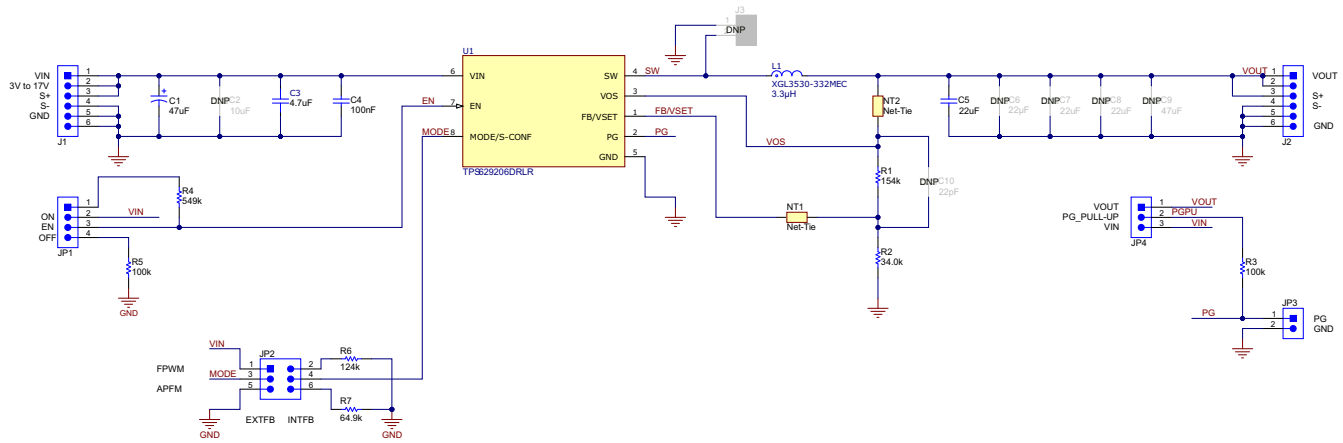 J3
1
DNP
U1
VIN
3V to 17V
S+
S-
GND
J1
1
2
3
4
5
6
C1
47uF
DNP
C2
10uF
C3
4.7uF
C4
100nF
6
VIN
EN
7
EN
MODE
8
MODE/S-CONF
TPS629206DRLR
SW
4
SW
VOS
3
FB/VSET
1
FB/VSET
PG
2
PG
GND
5
L1
XGL3530-332MEC
3.3µH
NT2
Net-Tie
VOS
R1
154k
DNP
C10
22pF
NT1
Net-Tie
R2
34.0k
C5
22uF
DNP
C6
22µF
DNP
C7
22uF
DNP
C8
22uF
DNP
C9
47uF
VOUT
1
2
3
4
5
6
VOUT
S+
S-
GND
J2
R4
549k
ON
EN
OFF
1
2
3
4
VIN
JP1
R5
100k
GND
VOUT
PG_PULL-UP
VIN
1
2
3
VOUT
PGPU
VIN
JP4
R3
100k
JP3
PG
1
2
PG
GND
VIN
FPWM
MODE
APFM
JP2
1
3
5
2
4
6
R6
124k
R7
64.9k
GND
EXTFB
INTFB
GND